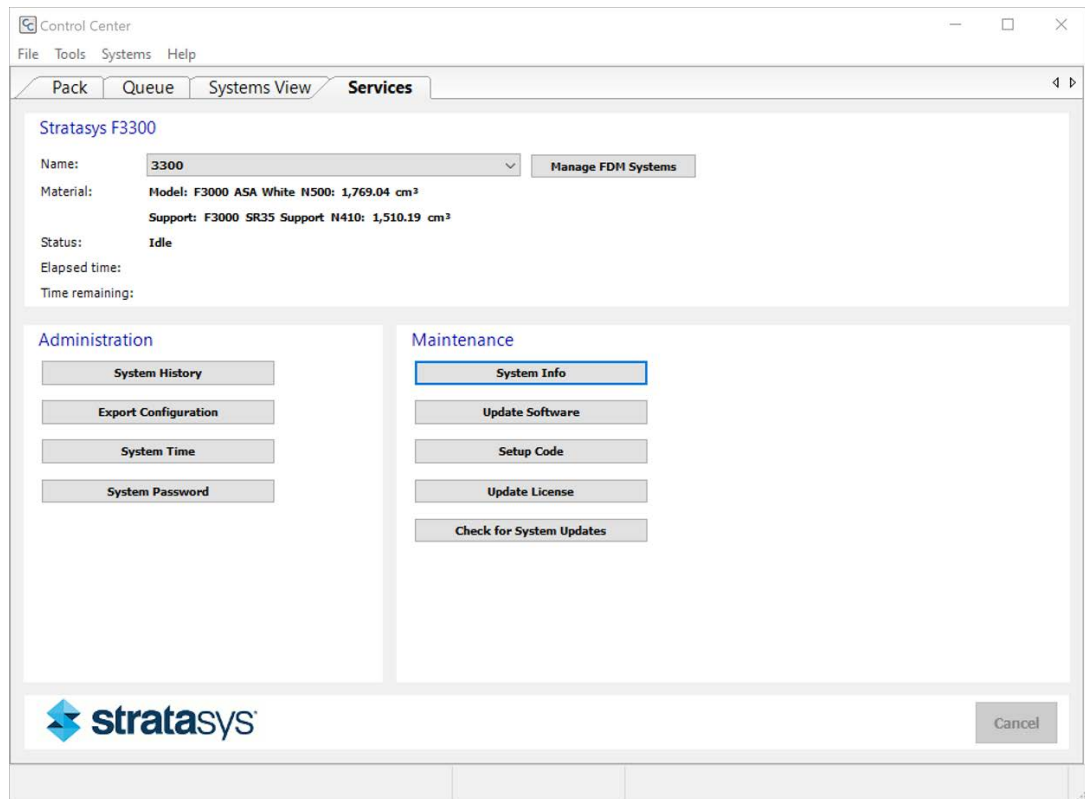 Control Center
File Tools Systems Help
Pack Queue Systems View Services
Stratasys F3300
Name: 3300 Manage FDM Systems
Material: Model: F3000 ASA White N500: 1,769.04 cm³
Support: F3000 SR35 Support N410: 1,510.19 cm³
Status: Idle
Elapsed time:
Time remaining:
Administration
System History
Export Configuration
System Time
System Password
Maintenance
System Info
Update Software
Setup Code
Update License
Check for System Updates
stratasys
Cancel